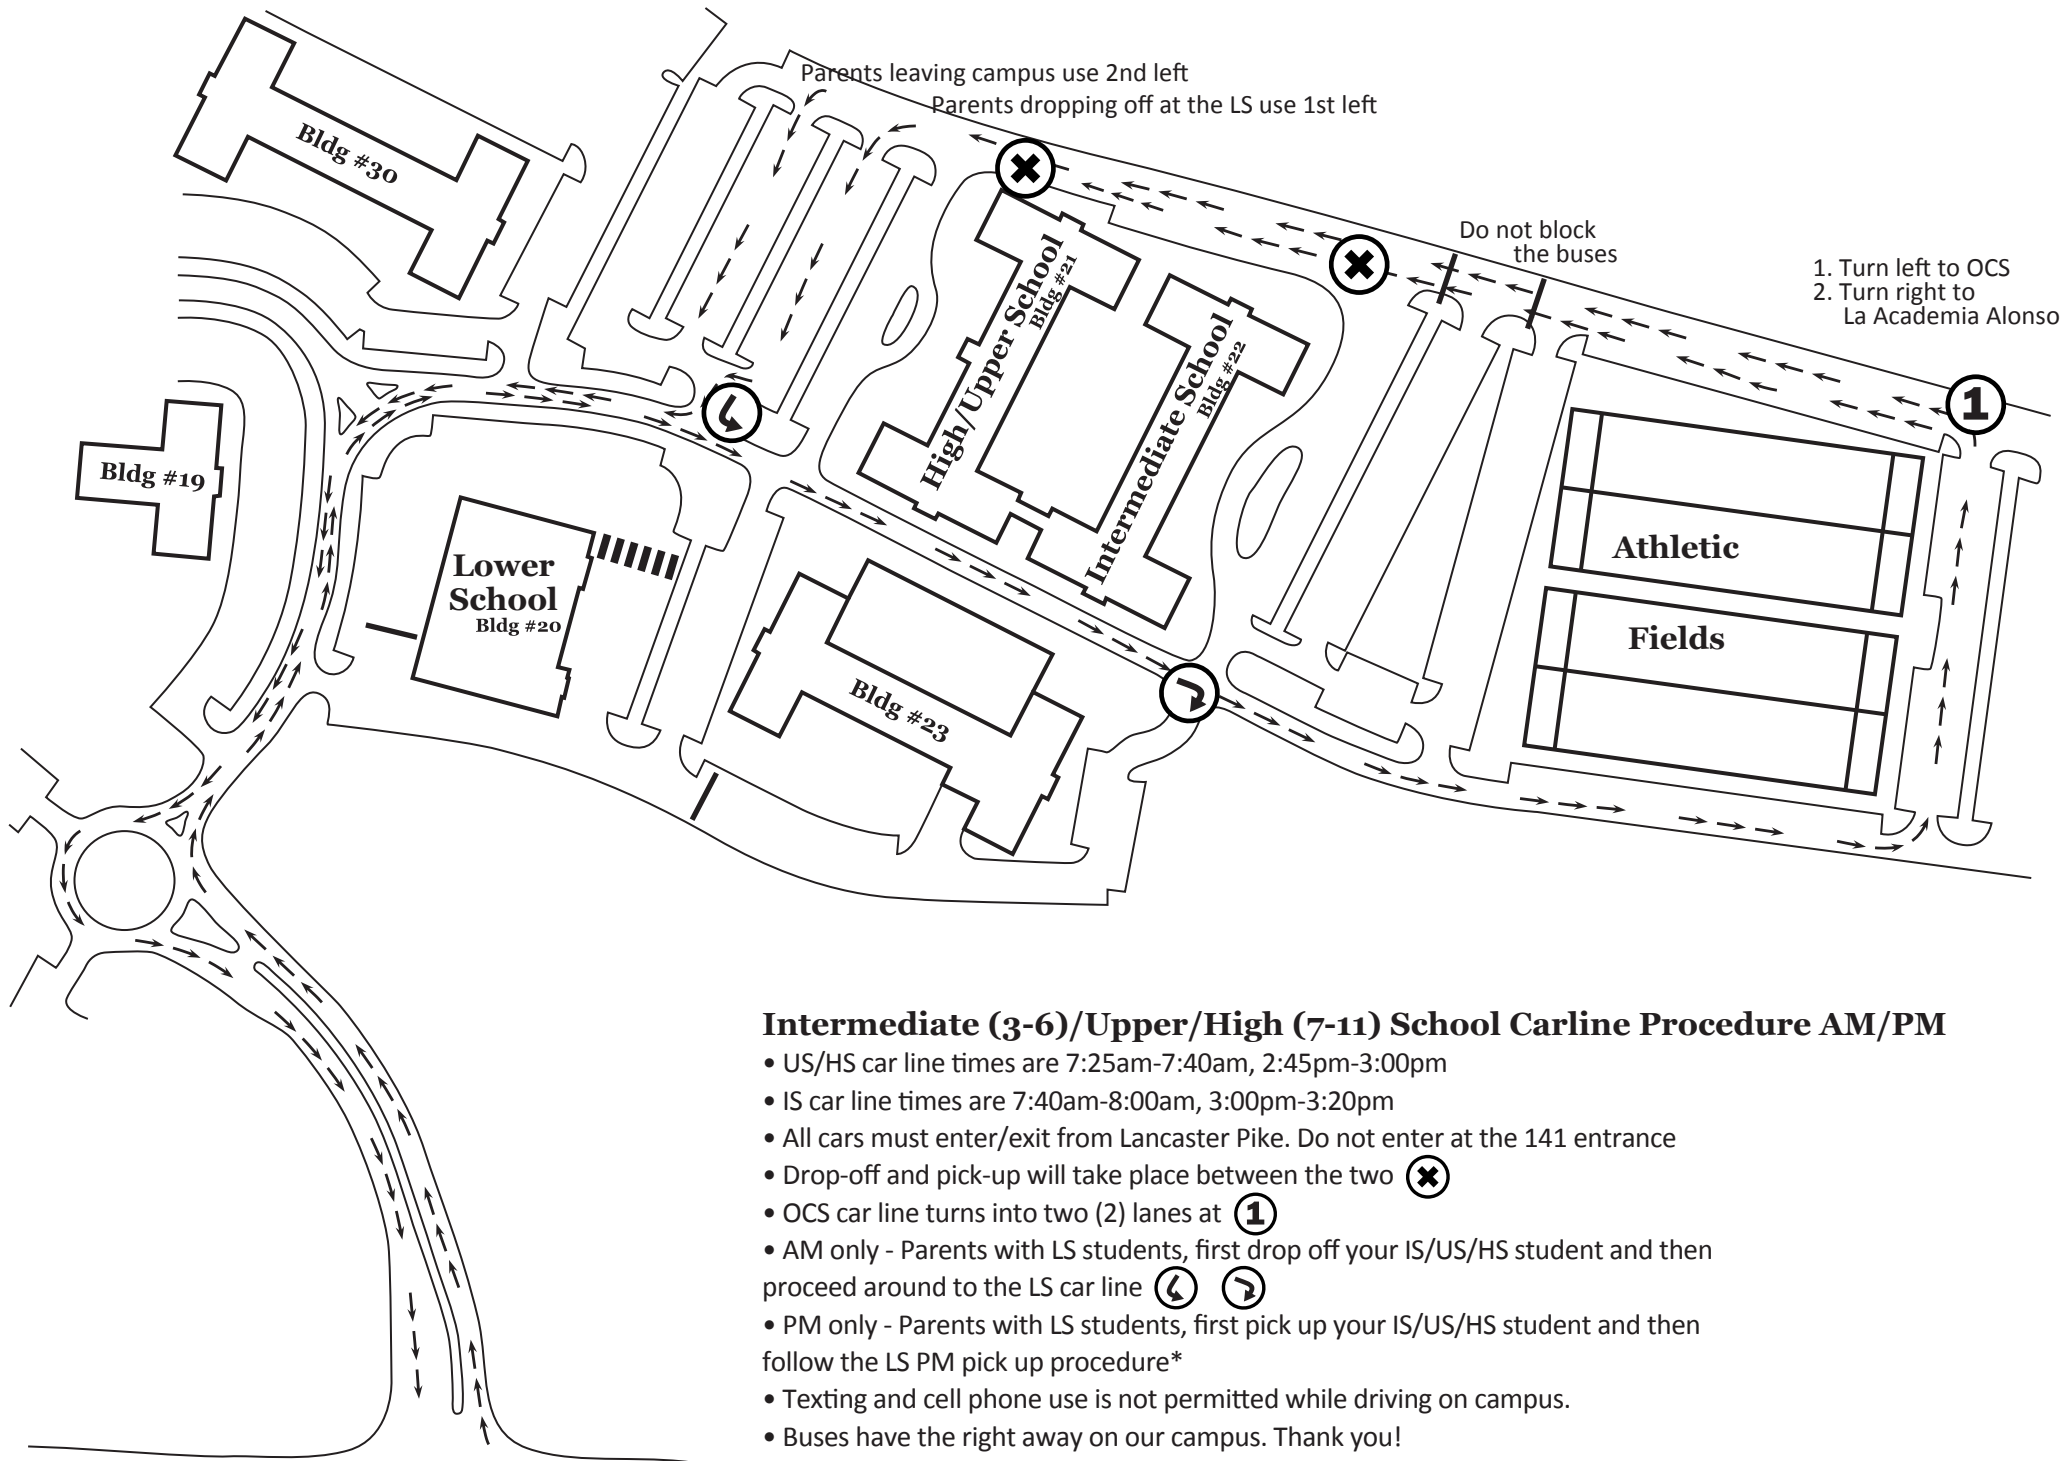 Parents leaving campus use 2nd left
Parents dropping off at the LS use 1st left
Bldg #30
Do not block
the buses
1. Turn left to OCS
2. Turn right to
La Academia Alonso
1
High/Upper School
Bldg #21
Intermediate School
Bldg #22
Bldg #19
Athletic
Fields
Lower
School
Bldg #20
Bldg #23
Intermediate (3-6)/Upper/High (7-11) School Carline Procedure AM/PM
• US/HS car line times are 7:25am-7:40am, 2:45pm-3:00pm
• IS car line times are 7:40am-8:00am, 3:00pm-3:20pm
• All cars must enter/exit from Lancaster Pike. Do not enter at the 141 entrance
• Drop-off and pick-up will take place between the two
• OCS car line turns into two (2) lanes at 1
• AM only - Parents with LS students, first drop off your IS/US/HS student and then
proceed around to the LS car line
• PM only - Parents with LS students, first pick up your IS/US/HS student and then
follow the LS PM pick up procedure*
• Texting and cell phone use is not permitted while driving on campus.
• Buses have the right away on our campus. Thank you!